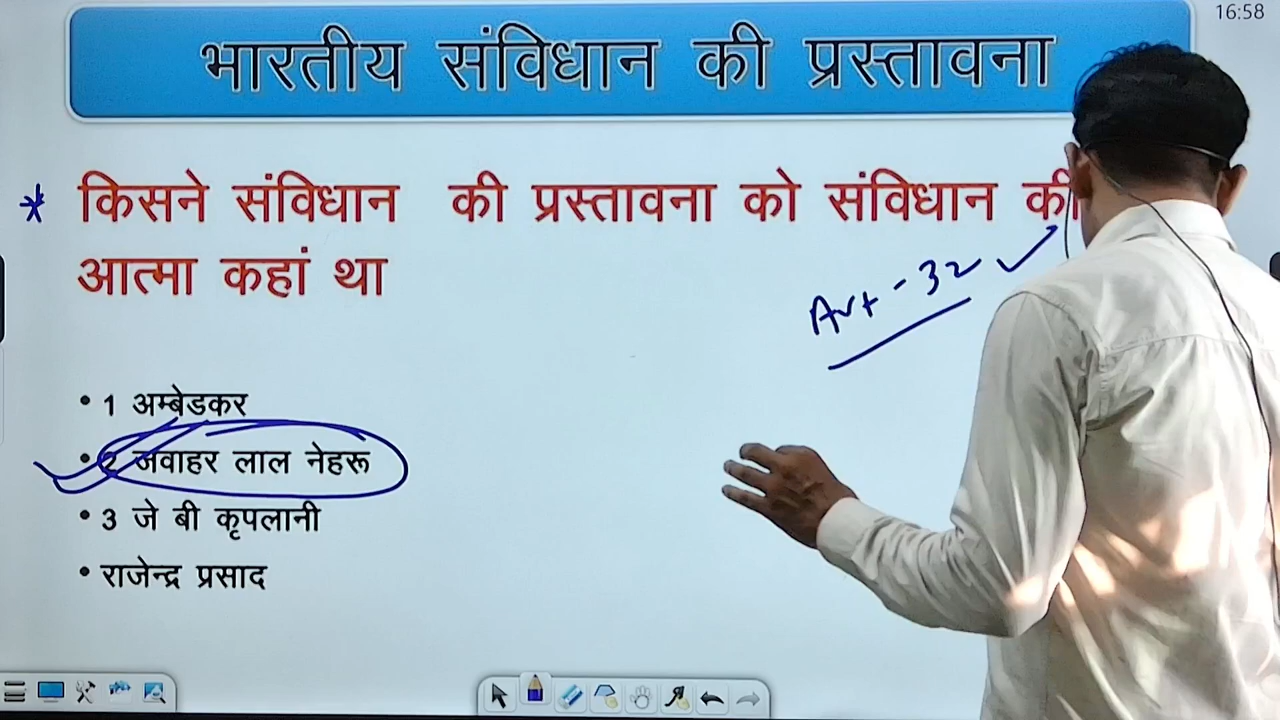 16:58
भारतीय संविधान की प्रस्तावना
* किसने संविधान की प्रस्तावना को संविधान की
आत्मा कहां था
Art - 32
• 1 अम्बेडकर
• 2 जवाहर लाल नेहरू
• 3 जे बी कृपलानी
• राजेन्द्र प्रसाद